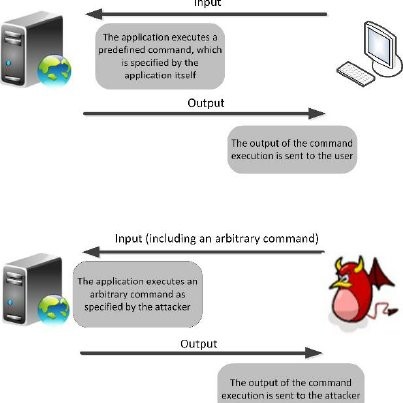 Input
The application executes a
predefined command, which
is specified by the
application itself
Output
The output of the command
execution is sent to the user
Input (including an arbitrary command)
The application executes an
arbitrary command as
specified by the attacker
Output
The output of the command
execution is sent to the attacker